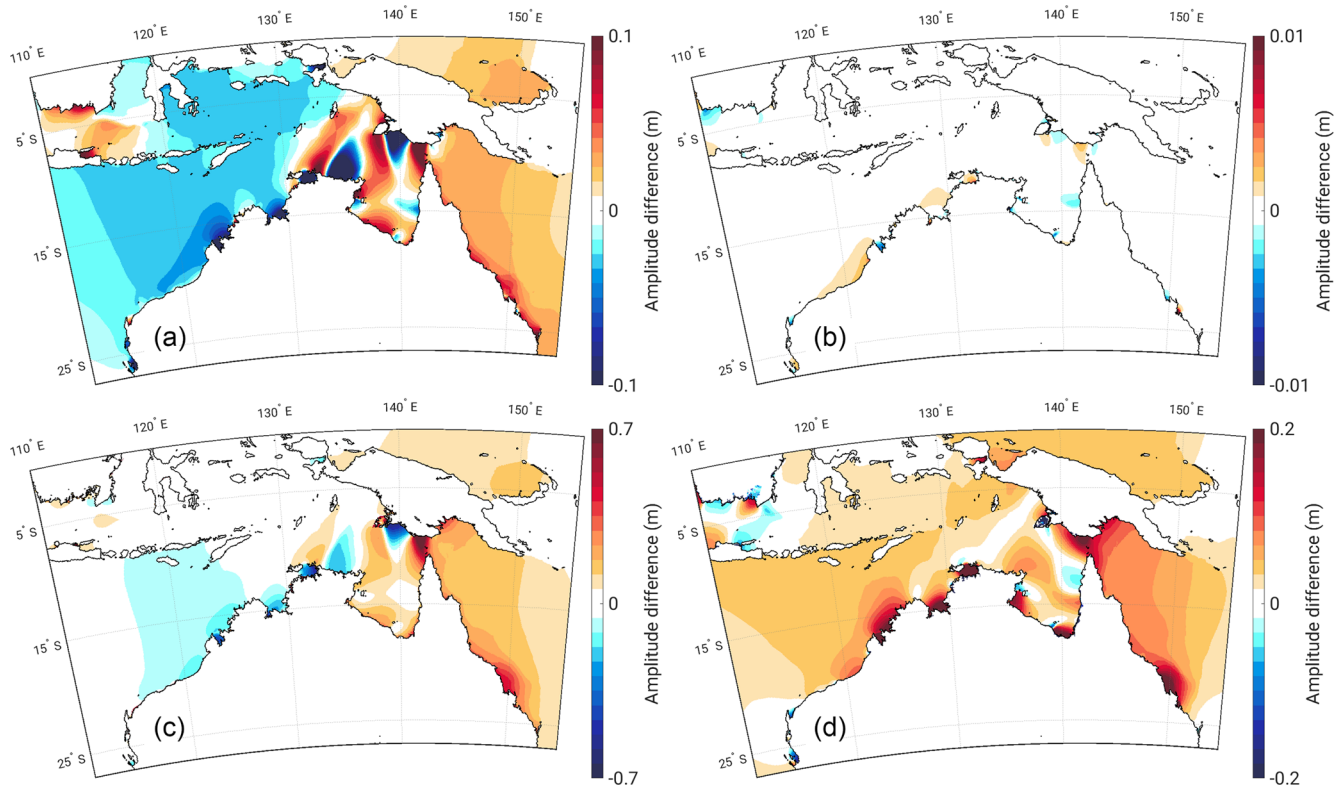 110° E
120° E
130° E
140° E
150° E
5° S
15° S
25° S
(a)
0.1
0
-0.1
Amplitude difference (m)
110° E
120° E
130° E
140° E
150° E
5° S
15° S
25° S
(b)
0.01
0
-0.01
Amplitude difference (m)
110° E
120° E
130° E
140° E
150° E
5° S
15° S
25° S
(c)
0.7
0
-0.7
Amplitude difference (m)
110° E
120° E
130° E
140° E
150° E
5° S
15° S
25° S
(d)
0.2
0
-0.2
Amplitude difference (m)